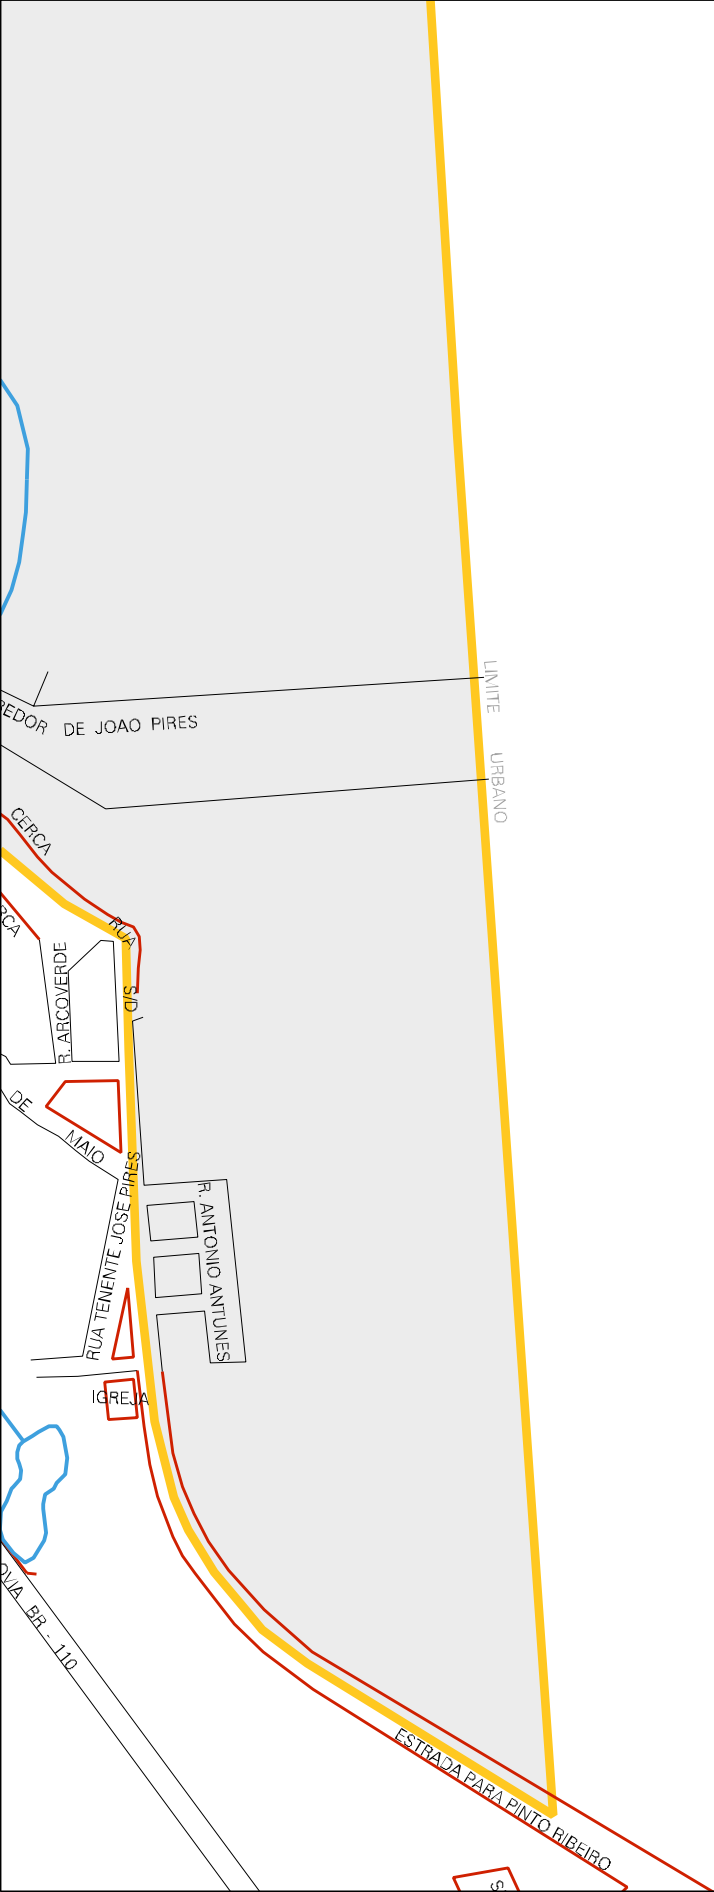 LIMITE
REDOR DE JOAO PIRES
URBANO
CERCA
RCA
RUA
R. ARCOVERDE
S/D
DE
MAIO
RUA TENENTE JOSE PIRES
R. ANTONIO ANTUNES
IGREJA
OVIA BR - 110
ESTRADA PARA PINTO RIBEIRO
S